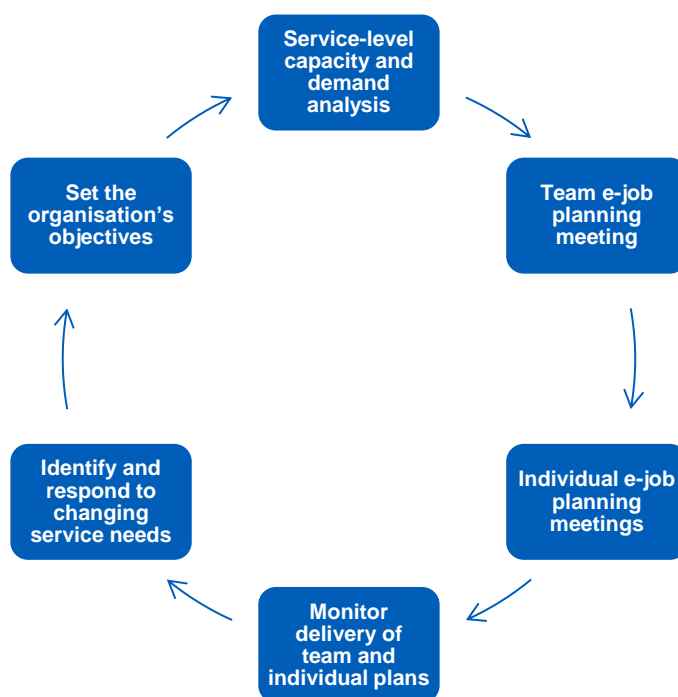 Service-level
capacity and
demand
analysis
Team e-job
planning
meeting
Individual e-job
planning
meetings
Monitor
delivery of
team and
individual plans
Identify and
respond to
changing
service needs
Set the
organisation’s
objectives